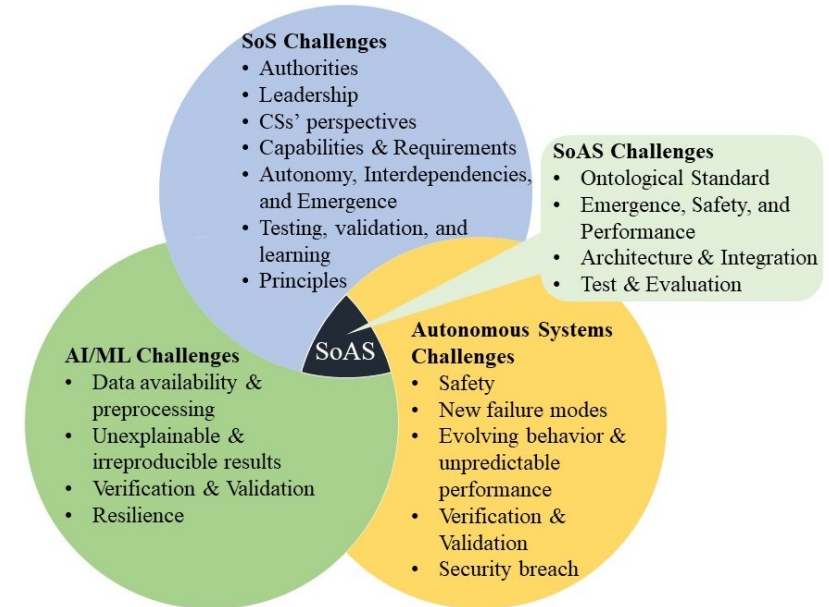 SoS Challenges
• Authorities
• Leadership
• CSs’ perspectives
• Capabilities & Requirements
• Autonomy, Interdependencies,
and Emergence
• Testing, validation, and
learning
• Principles
SoAS Challenges
• Ontological Standard
• Emergence, Safety, and
Performance
• Architecture & Integration
• Test & Evaluation
SoAS
AI/ML Challenges
• Data availability &
preprocessing
• Unexplainable &
irreproducible results
• Verification & Validation
• Resilience
Autonomous Systems
Challenges
• Safety
• New failure modes
• Evolving behavior &
unpredictable
performance
• Verification &
Validation
• Security breach